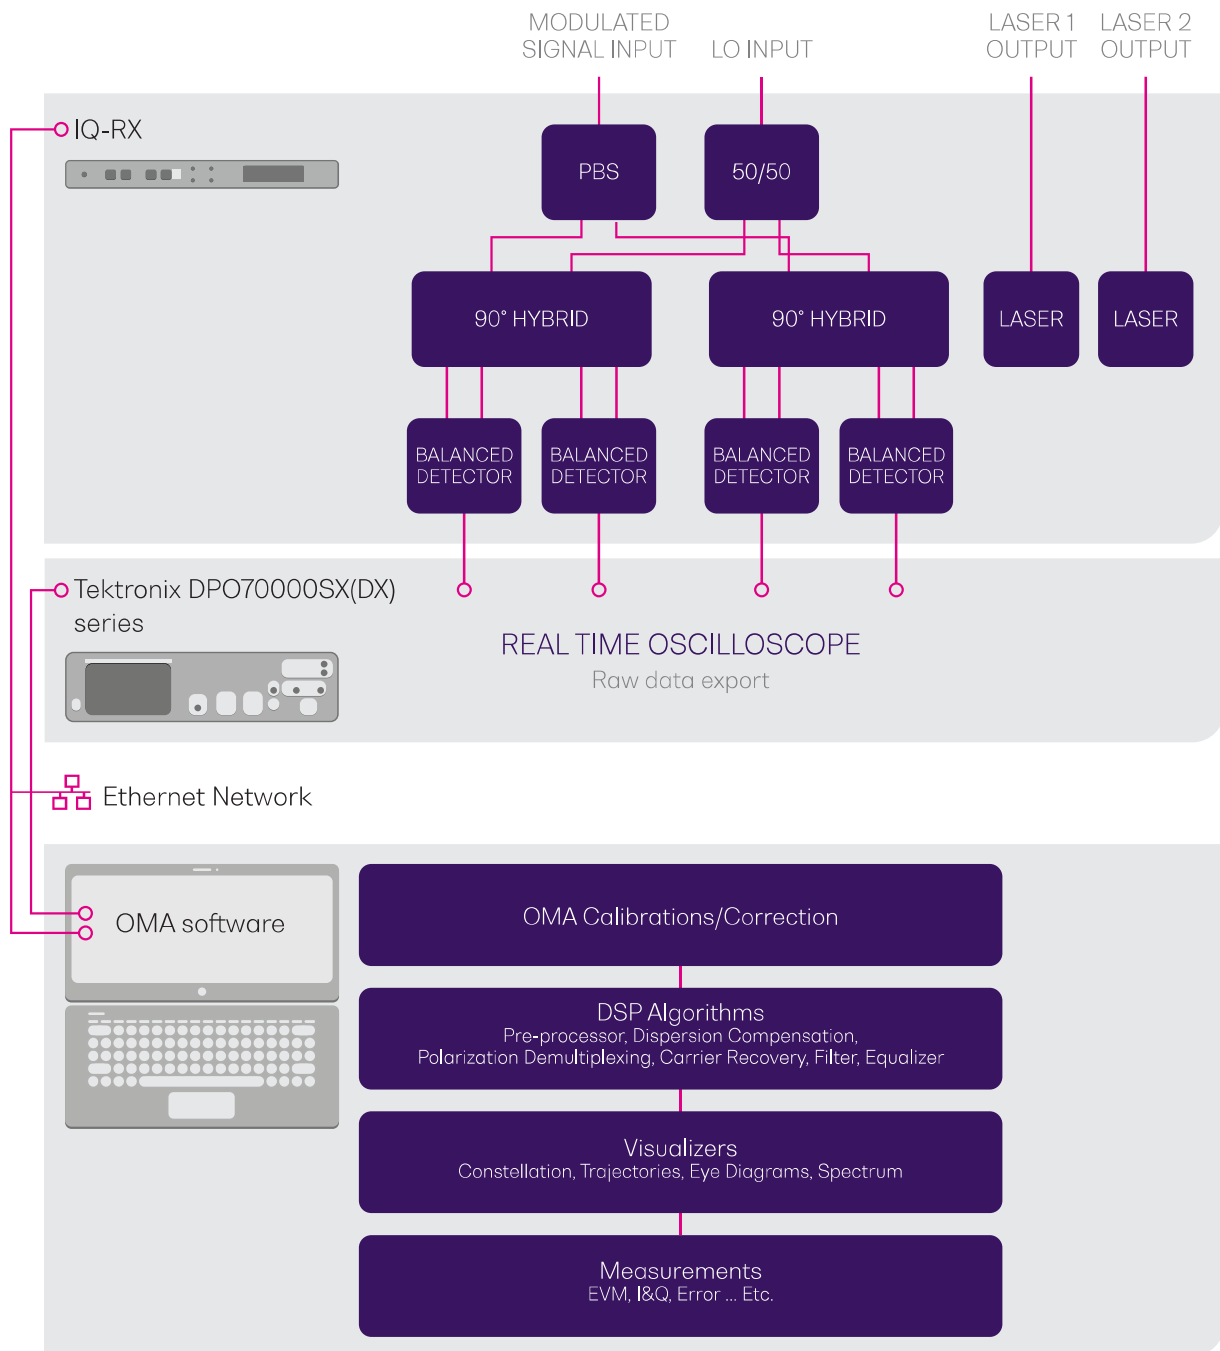 MODULATED
SIGNAL INPUT
LO INPUT
LASER 1
OUTPUT
LASER 2
OUTPUT
IQ-RX
PBS
50/50
90° HYBRID
90° HYBRID
LASER
LASER
BALANCED
DETECTOR
BALANCED
DETECTOR
BALANCED
DETECTOR
BALANCED
DETECTOR
Tektronix DPO70000SX(DX)
series
REAL TIME OSCILLOSCOPE
Raw data export
Ethernet Network
OMA software
OMA Calibrations/Correction
DSP Algorithms
Pre-processor, Dispersion Compensation,
Polarization Demultiplexing, Carrier Recovery, Filter, Equalizer
Visualizers
Constellation, Trajectories, Eye Diagrams, Spectrum
Measurements
EVM, I&Q, Error ... Etc.